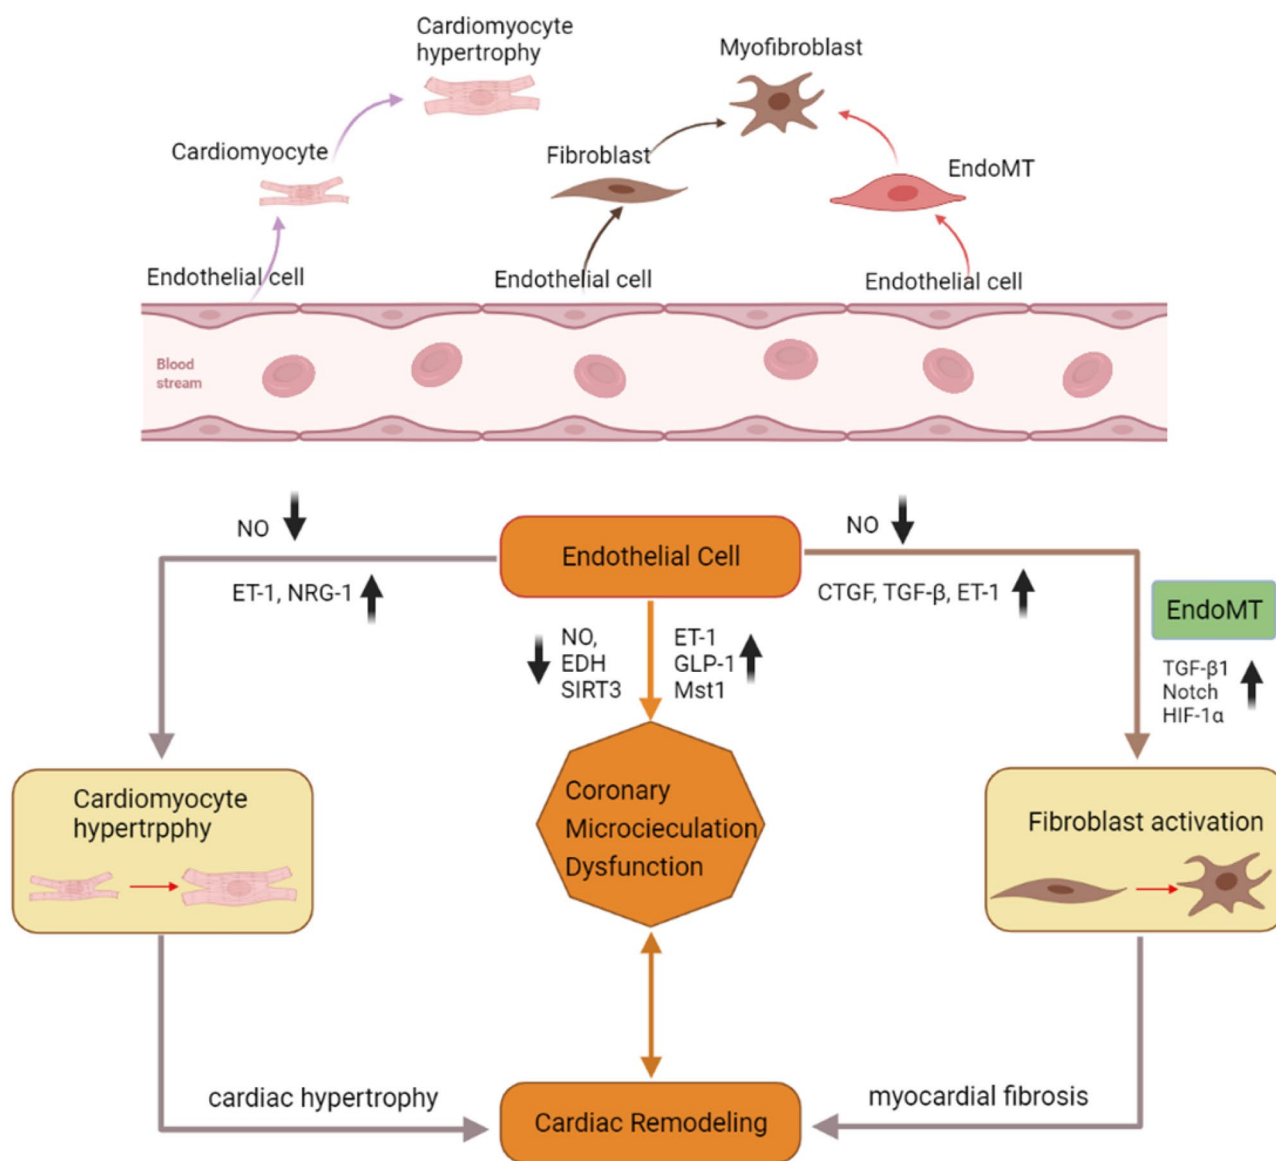 Cardiomyocyte
hypertrophy
Myofibroblast
Cardiomyocyte
Fibroblast
EndoMT
Endothelial cell
Endothelial cell
Endothelial cell
Blood
stream
NO
NO
Endothelial Cell
ET-1, NRG-1
CTGF, TGF-β, ET-1
EndoMT
NO,
EDH
SIRT3
ET-1
GLP-1
Mst1
TGF-β1
Notch
HIF-1α
Cardiomyocyte
hypertrpphy
Coronary
Microcieculation
Dysfunction
Fibroblast activation
cardiac hypertrophy
myocardial fibrosis
Cardiac Remodeling